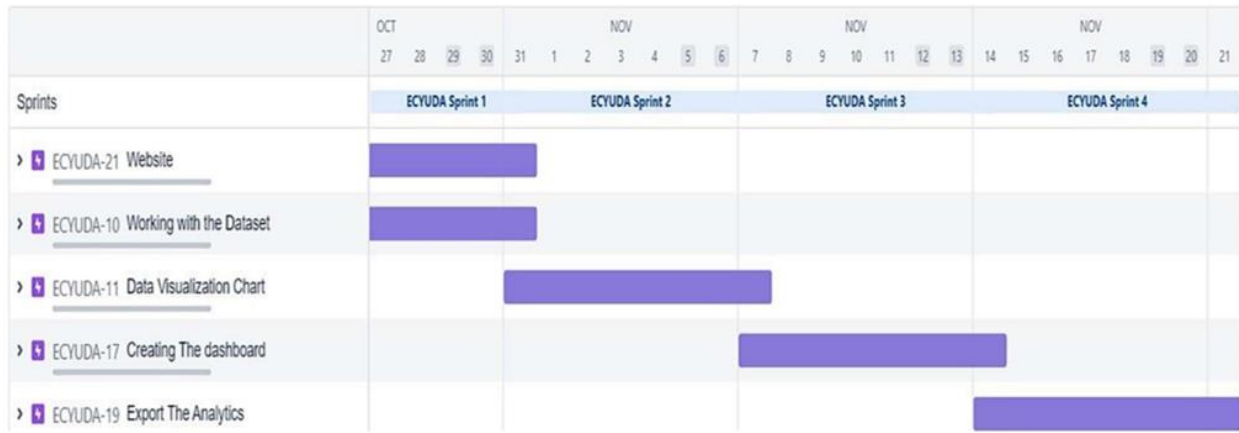 OCT NOV NOV NOV
27 28 29 30 31 1 2 3 4 5 6 7 8 9 10 11 12 13 14 15 16 17 18 19 20 21
Sprints ECYUDA Sprint 1 ECYUDA Sprint 2 ECYUDA Sprint 3 ECYUDA Sprint 4
ECYUDA-21 Website
ECYUDA-10 Working with the Dataset
ECYUDA-11 Data Visualization Chart
ECYUDA-17 Creating The dashboard
ECYUDA-19 Export The Analytics